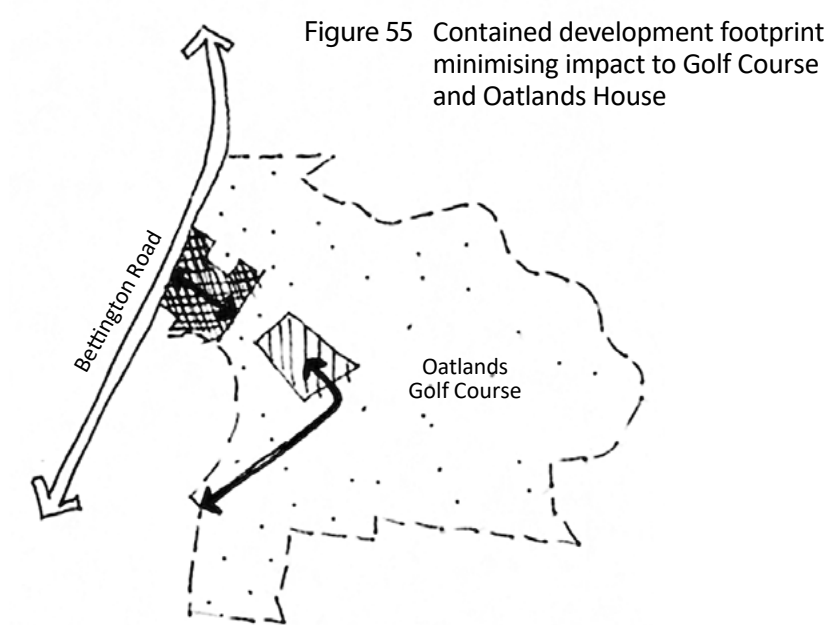 Figure 55 Contained development footprint
minimising impact to Golf Course
and Oatlands House
Bettington Road
Oatlands
Golf Course